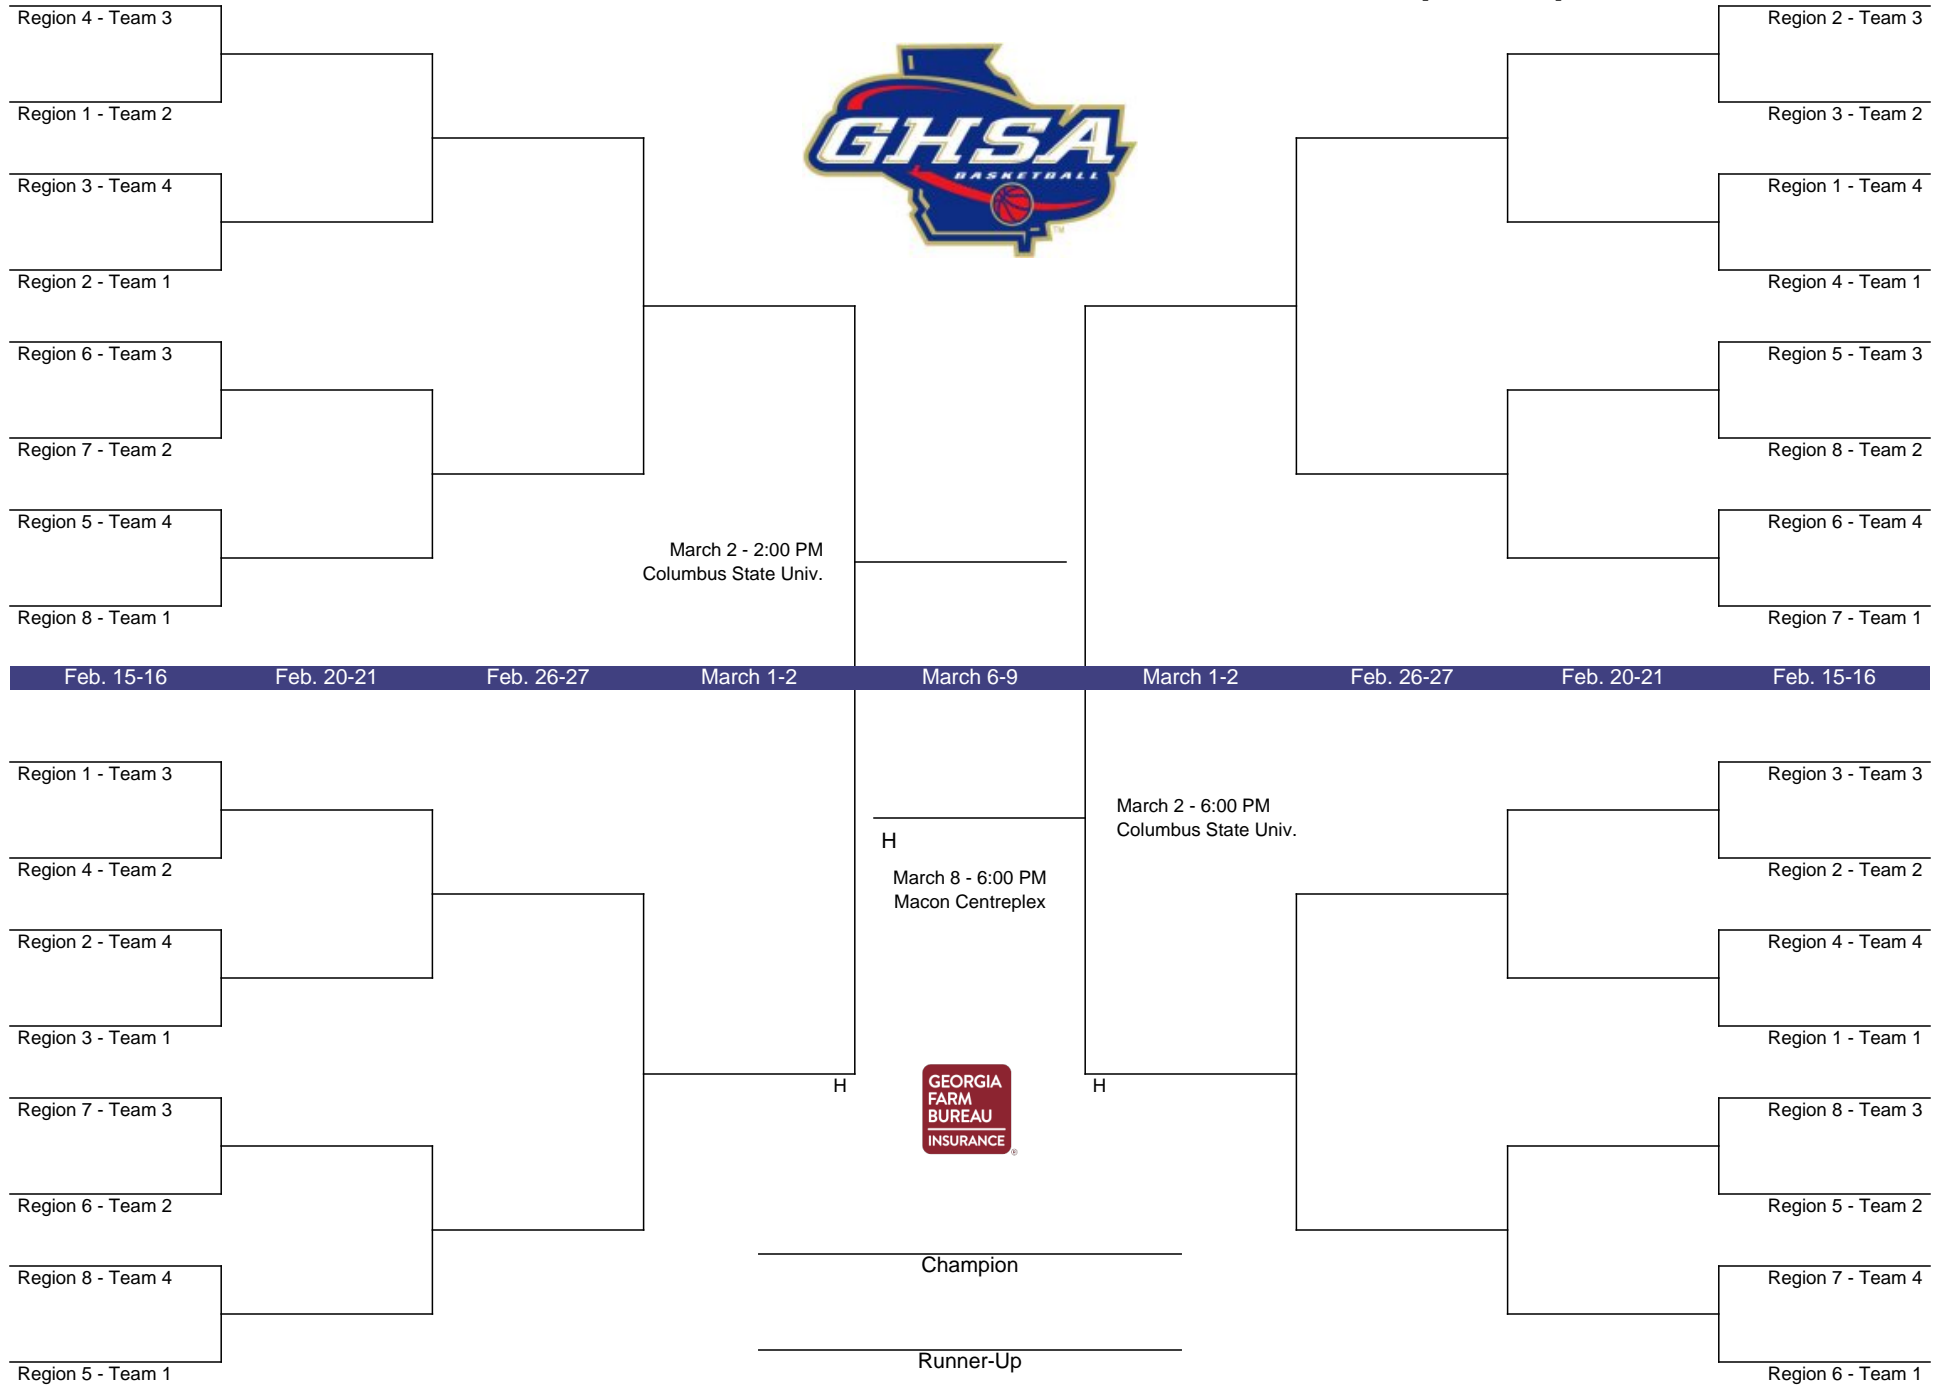 Region 4 - Team 3
Region 1 - Team 2
Region 3 - Team 4
Region 2 - Team 1
Region 6 - Team 3
Region 7 - Team 2
Region 5 - Team 4
Region 8 - Team 1
GHSA
BASKETBALL
TM
Region 2 - Team 3
Region 3 - Team 2
Region 1 - Team 4
Region 4 - Team 1
Region 5 - Team 3
Region 8 - Team 2
Region 6 - Team 4
Region 7 - Team 1
March 2 - 2:00 PM
Columbus State Univ.
Feb. 15-16 Feb. 20-21 Feb. 26-27 March 1-2 March 6-9 March 1-2 Feb. 26-27 Feb. 20-21 Feb. 15-16
Region 1 - Team 3
Region 4 - Team 2
Region 2 - Team 4
Region 3 - Team 1
Region 7 - Team 3
Region 6 - Team 2
Region 8 - Team 4
Region 5 - Team 1
H
H
March 8 - 6:00 PM
Macon Centreplex
March 2 - 6:00 PM
Columbus State Univ.
H
GEORGIA
FARM
BUREAU
INSURANCE
®
Champion
Runner-Up
Region 3 - Team 3
Region 2 - Team 2
Region 4 - Team 4
Region 1 - Team 1
Region 8 - Team 3
Region 5 - Team 2
Region 7 - Team 4
Region 6 - Team 1